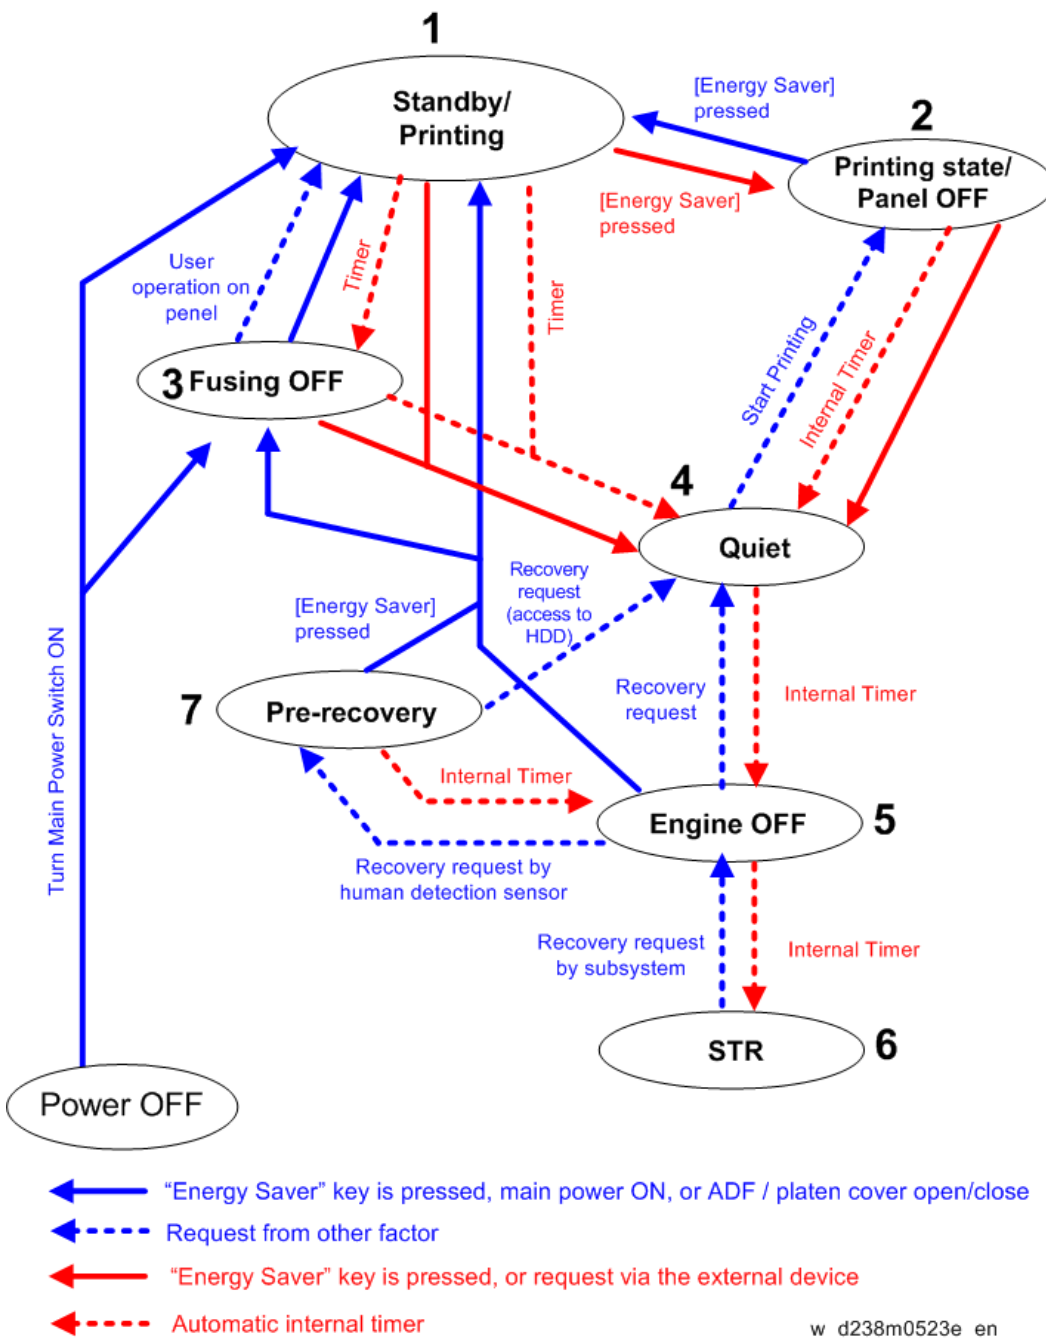 1
Standby/
Printing
[Energy Saver]
pressed
2
Printing state/
Panel OFF
[Energy Saver]
pressed
User
operation on
penel
Timer
Timer
3
Fusing OFF
Start Printing
Internal Timer
4
Quiet
Recovery
request
(access to
HDD)
[Energy Saver]
pressed
Turn Main Power Switch ON
7
Pre-recovery
Recovery
request
Internal Timer
Internal Timer
Engine OFF
5
Recovery request by
human detection sensor
Recovery request
by subsystem
Internal Timer
STR
6
Power OFF
“Energy Saver” key is pressed, main power ON, or ADF / platen cover open/close
Request from other factor
“Energy Saver” key is pressed, or request via the external device
Automatic internal timer
w_d238m0523e_en